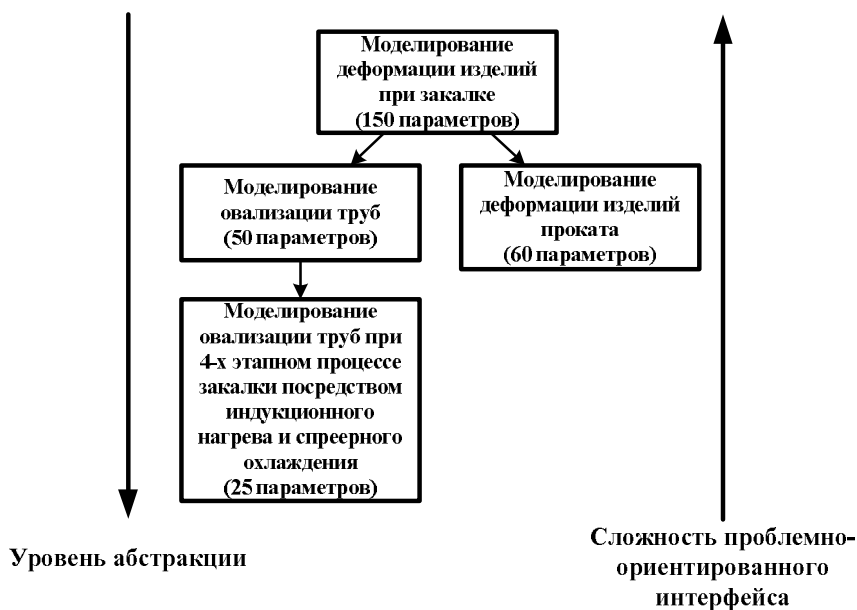 Моделирование
деформации изделий
при закалке
(150 параметров)
Моделирование
овализации труб
(50 параметров)
Моделирование
деформации изделий
проката
(60 параметров)
Моделирование
овализации труб при
4-х этапном процессе
закалки посредством
индукционного
нагрева и спреерного
охлаждения
(25 параметров)
Уровень абстракции
Сложность проблемно-
ориентированного
интерфейса